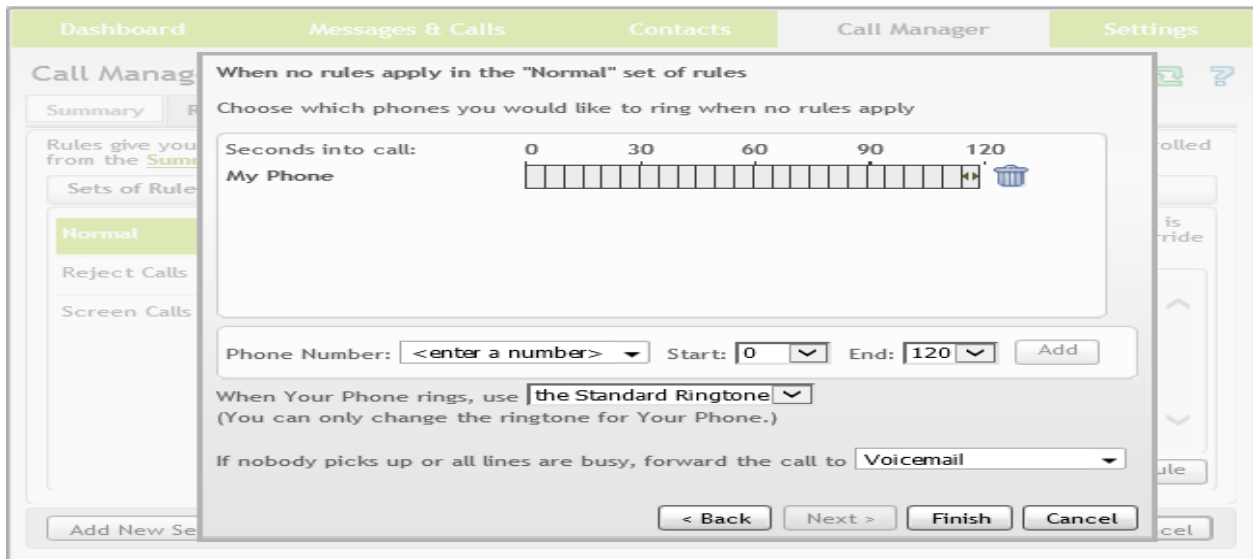 Dashboard Messages & Calls Contacts Call Manager Settings
Call Manag
When no rules apply in the "Normal" set of rules
Summary R
Choose which phones you would like to ring when no rules apply
Rules give you olled
from the Summ
Seconds into call: 0 30 60 90 120
My Phone
Sets of Rule
Normal is
rride
Reject Calls
Screen Calls
Phone Number: <enter a number> Start: 0 End: 120 Add
When Your Phone rings, use the Standard Ringtone
(You can only change the ringtone for Your Phone.)
If nobody picks up or all lines are busy, forward the call to Voicemail
ule
< Back Next > Finish Cancel
Add New Se cel